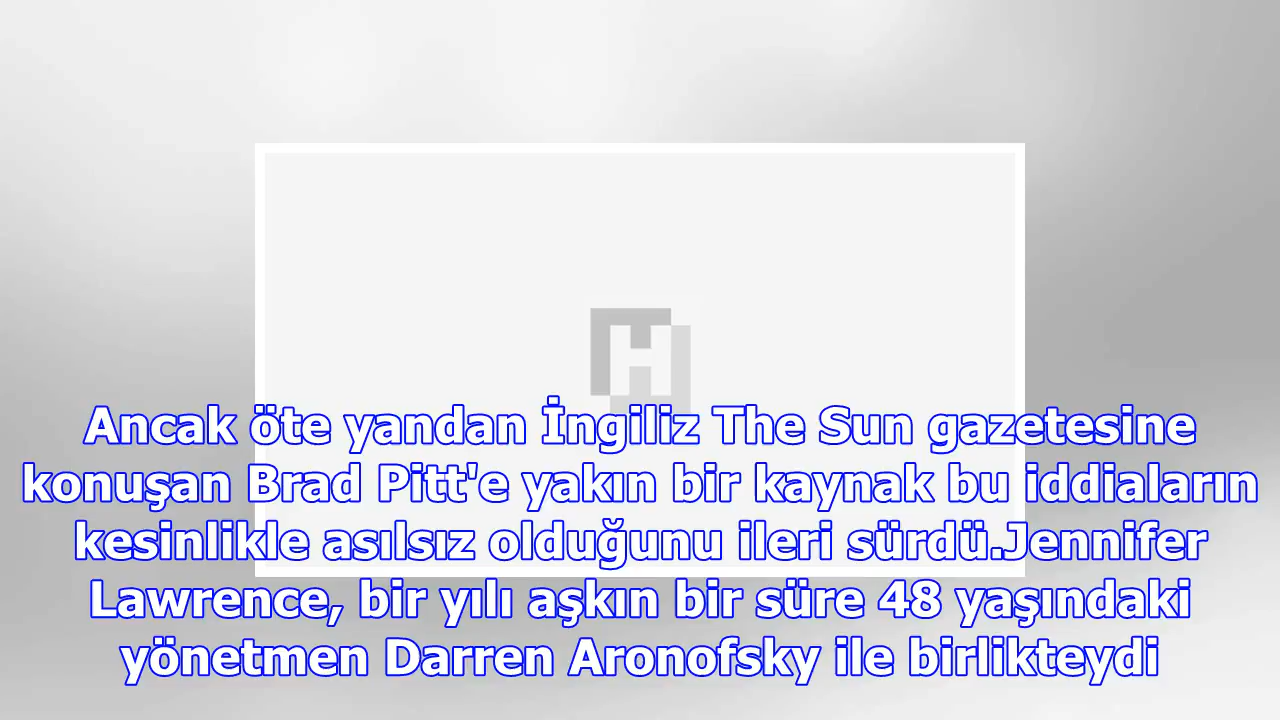 H
Ancak öte yandan İngiliz The Sun gazetesine
konuşan Brad Pitt'e yakın bir kaynak bu iddiaların
kesinlikle asılsız olduğunu ileri sürdü.Jennifer
Lawrence, bir yılı aşkın bir süre 48 yaşındaki
yönetmen Darren Aronofsky ile birlikteydi